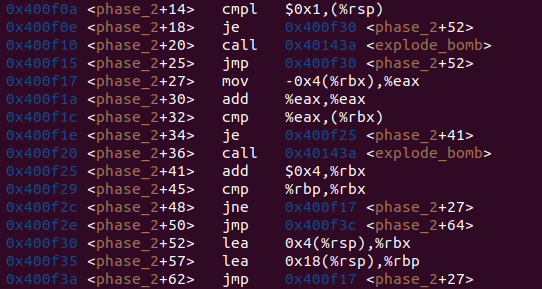 0x400f0a <phase_2+14> cmpl $0x1,(%rsp)
0x400f0e <phase_2+18> je 0x400f30 <phase_2+52>
0x400f10 <phase_2+20> call 0x40143a <explode_bomb>
0x400f15 <phase_2+25> jmp 0x400f30 <phase_2+52>
0x400f17 <phase_2+27> mov -0x4(%rbx),%eax
0x400f1a <phase_2+30> add %eax,%eax
0x400f1c <phase_2+32> cmp %eax,(%rbx)
0x400f1e <phase_2+34> je 0x400f25 <phase_2+41>
0x400f20 <phase_2+36> call 0x40143a <explode_bomb>
0x400f25 <phase_2+41> add $0x4,%rbx
0x400f29 <phase_2+45> cmp %rbp,%rbx
0x400f2c <phase_2+48> jne 0x400f17 <phase_2+27>
0x400f2e <phase_2+50> jmp 0x400f3c <phase_2+64>
0x400f30 <phase_2+52> lea 0x4(%rsp),%rbx
0x400f35 <phase_2+57> lea 0x18(%rsp),%rbp
0x400f3a <phase_2+62> jmp 0x400f17 <phase_2+27>